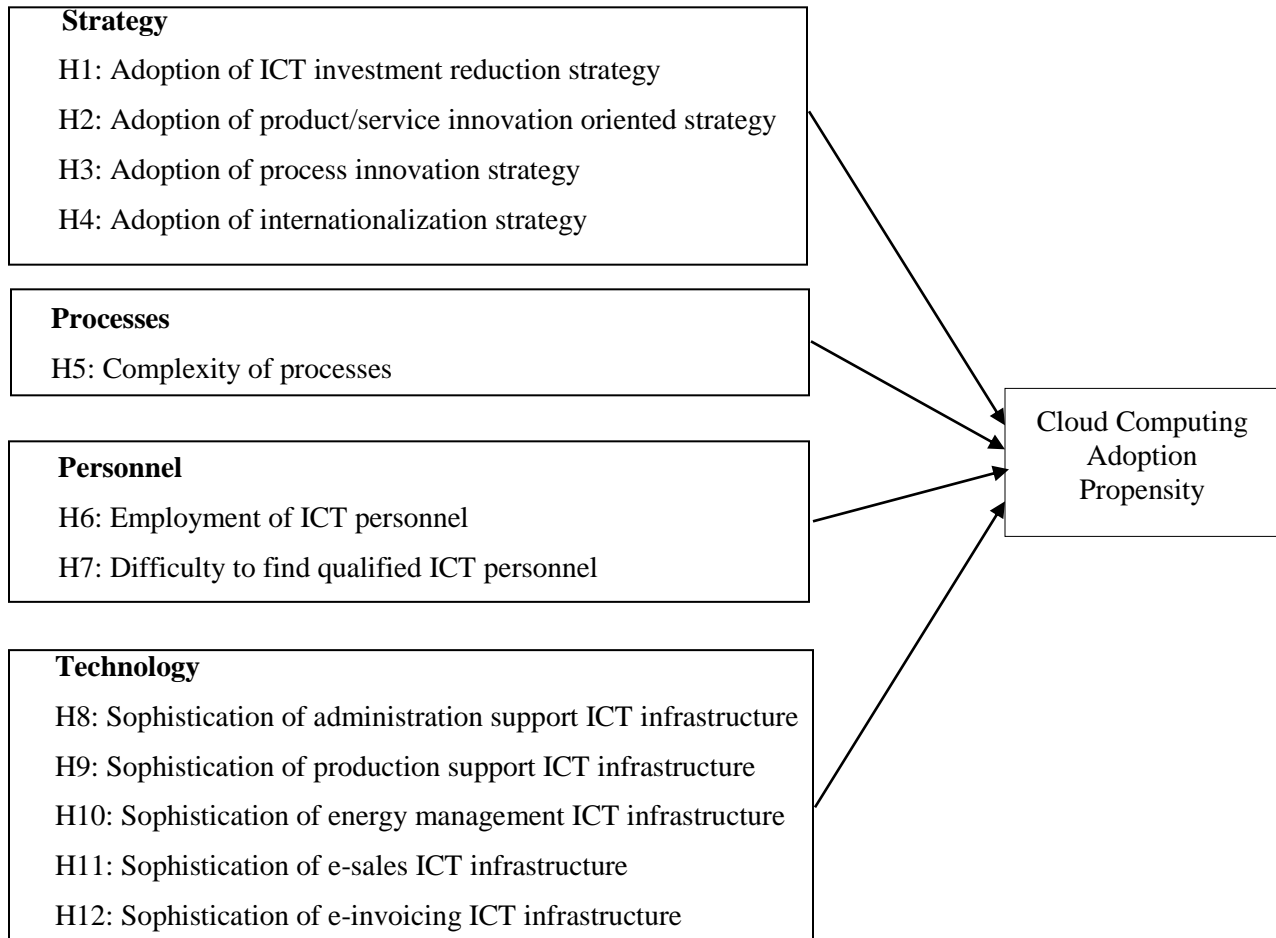 Strategy
H1: Adoption of ICT investment reduction strategy
H2: Adoption of product/service innovation oriented strategy
H3: Adoption of process innovation strategy
H4: Adoption of internationalization strategy
Processes
H5: Complexity of processes
Personnel
H6: Employment of ICT personnel
H7: Difficulty to find qualified ICT personnel
Technology
H8: Sophistication of administration support ICT infrastructure
H9: Sophistication of production support ICT infrastructure
H10: Sophistication of energy management ICT infrastructure
H11: Sophistication of e-sales ICT infrastructure
H12: Sophistication of e-invoicing ICT infrastructure
Cloud Computing
Adoption
Propensity